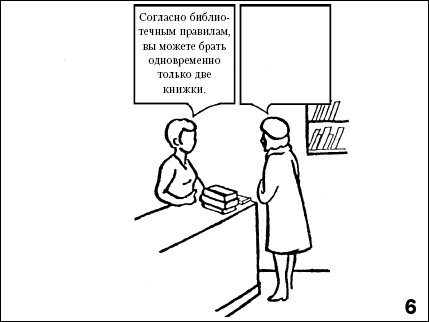 Согласно библио-
течным правилам,
вы можете брать
одновременно
только две
книжки.
6